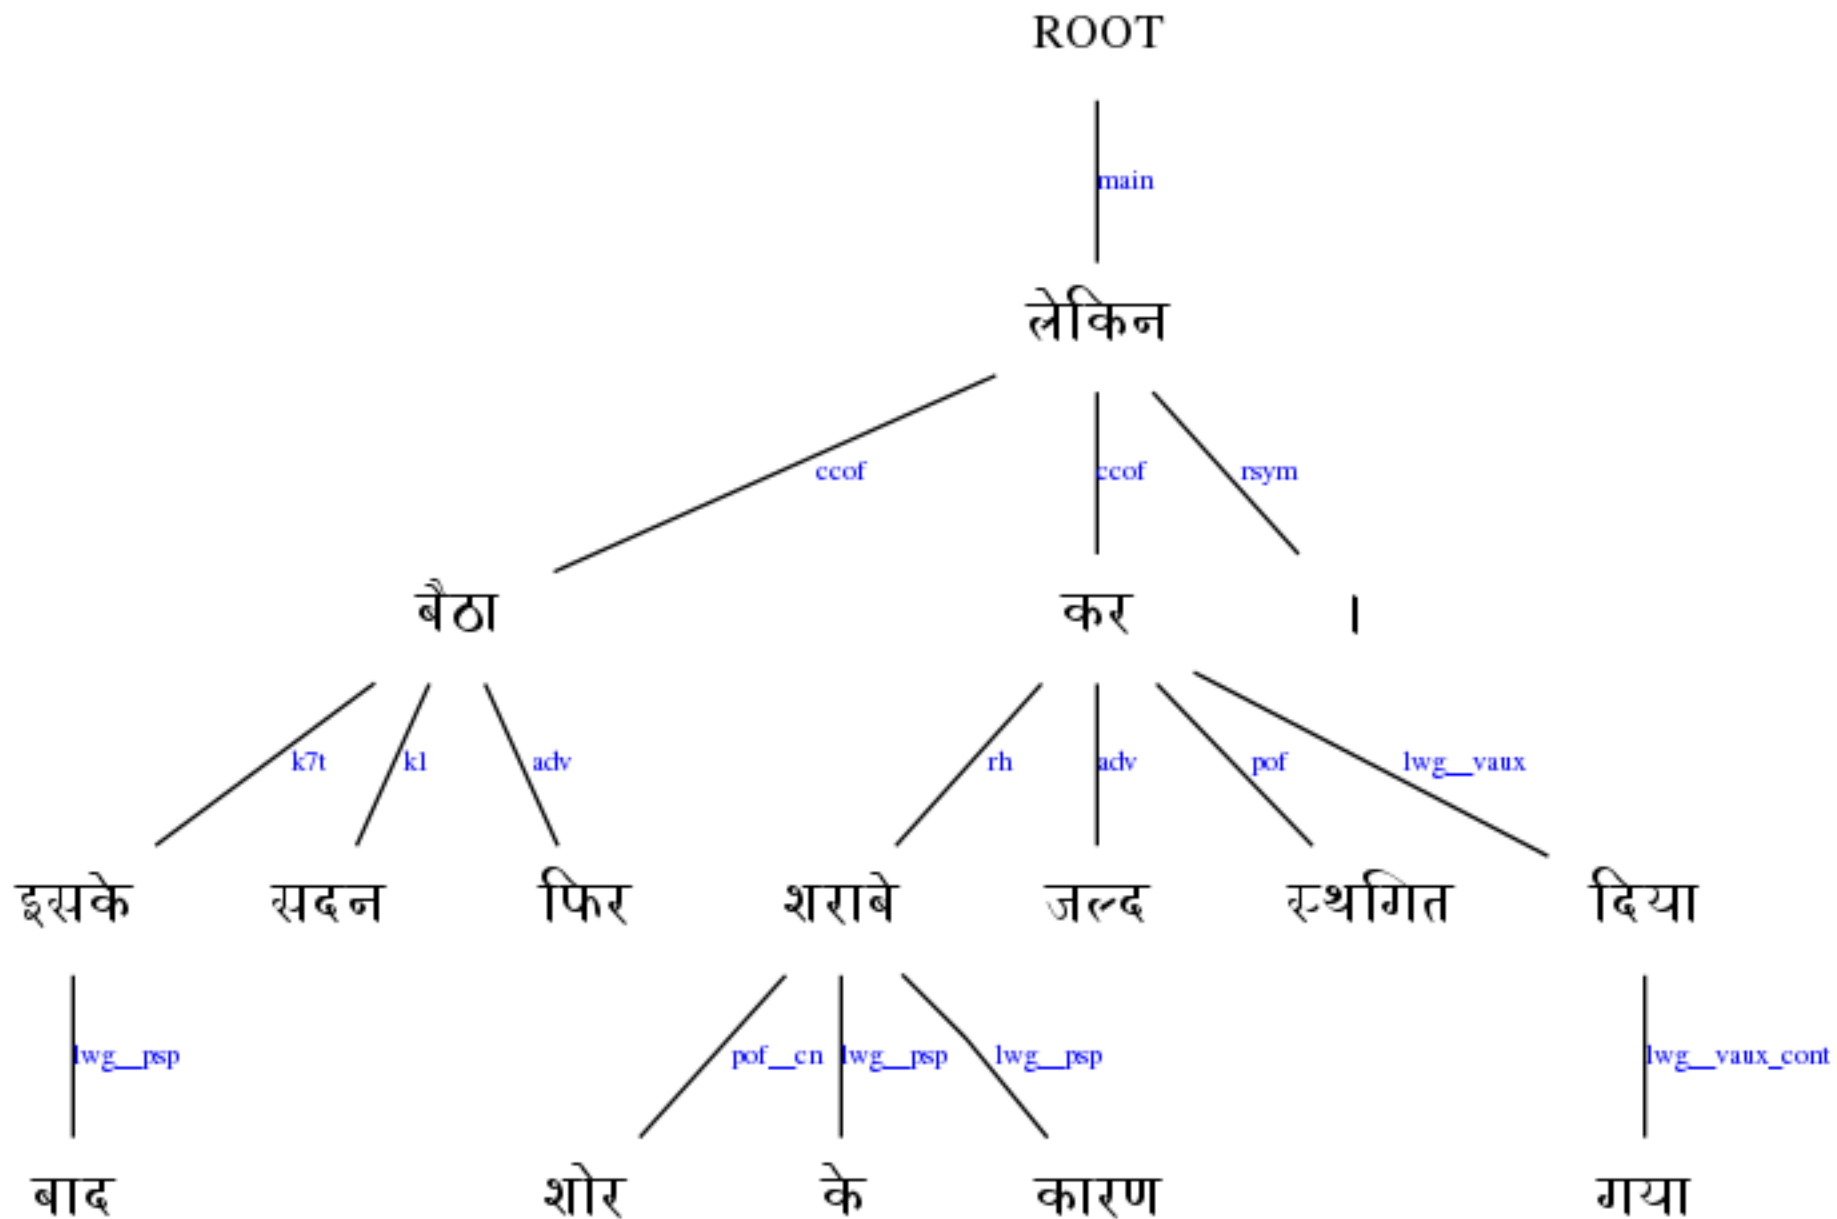 ROOT
main
लेकिन
ccof ccof rsym
बैठा कर ।
k7t k1 adv rh adv pof lwg__vaux
इसके सदन फिर शराबे जल्द स्थगित दिया
lwg__psp pof__cn lwg__psp lwg__psp lwg__vaux_cont
बाद शोर के कारण गया